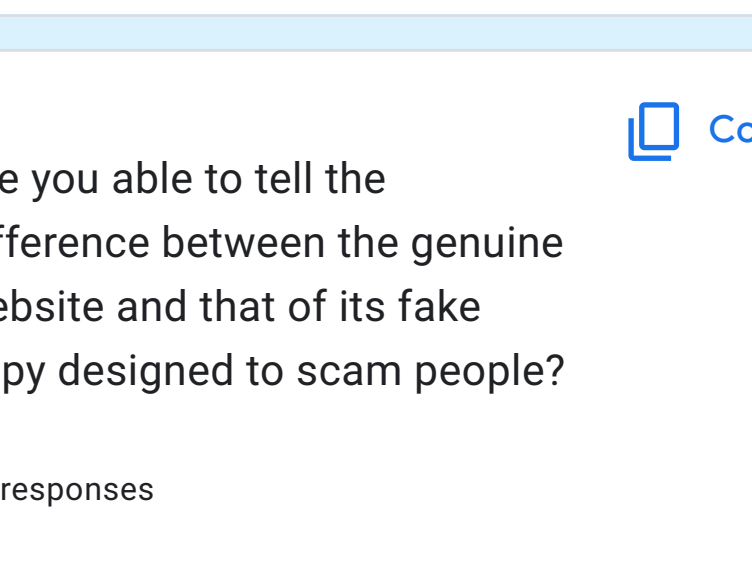 Co
e you able to tell the
fference between the genuine
ebsite and that of its fake
py designed to scam people?
responses